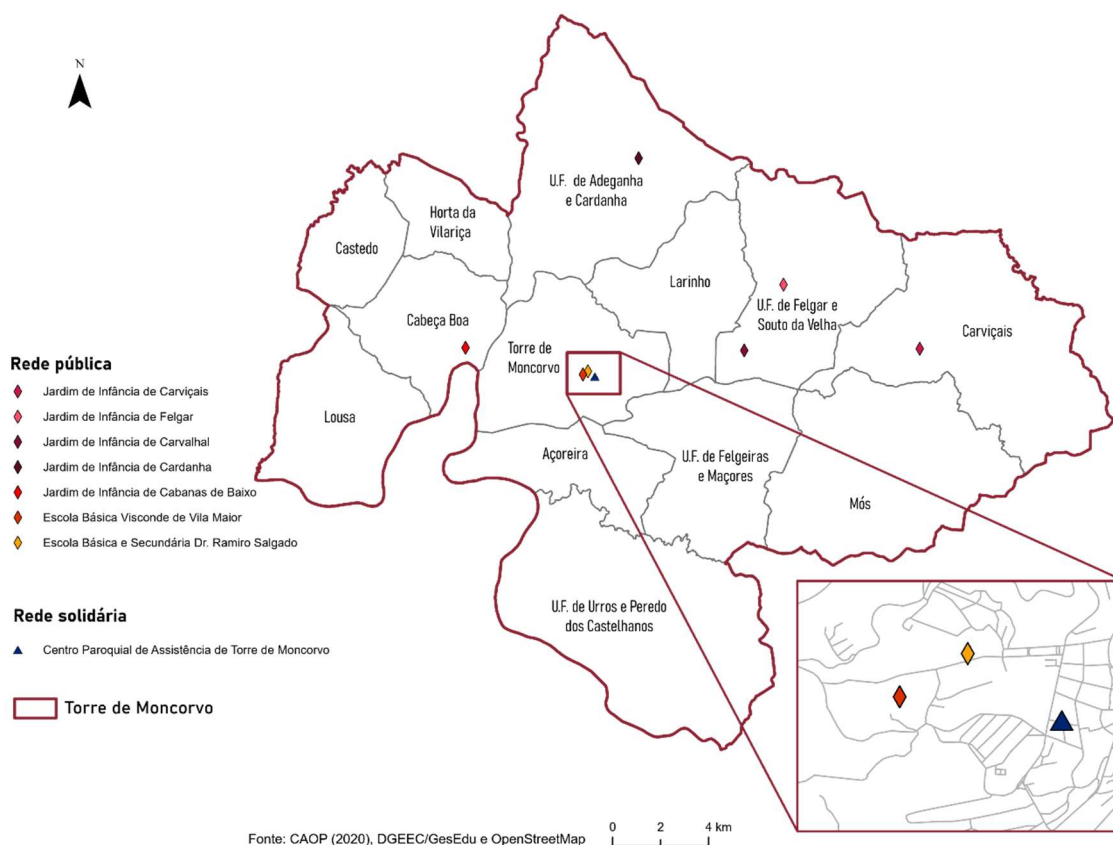 N
U.F. de Adeganha
e Cardanha
Horta da
Vilariça
Castedo
Larinho
U.F. de Felgar e
Souto da Velha
Cabeça Boa
Carviçais
Torre de
Moncorvo
Lousa
Açoreira
U.F. de Felgeiras
e Maçores
Mós
U.F. de Urros e Peredo
dos Castelhanos
Rede pública
Jardim de Infância de Carviçais
Jardim de Infância de Felgar
Jardim de Infância de Carvalhal
Jardim de Infância de Cardanha
Jardim de Infância de Cabanas de Baixo
Escola Básica Visconde de Vila Maior
Escola Básica e Secundária Dr. Ramiro Salgado
Rede solidária
Centro Paroquial de Assistência de Torre de Moncorvo
Torre de Moncorvo
Fonte: CAOP (2020), DGEEC/GesEdu e OpenStreetMap
0 2 4 km